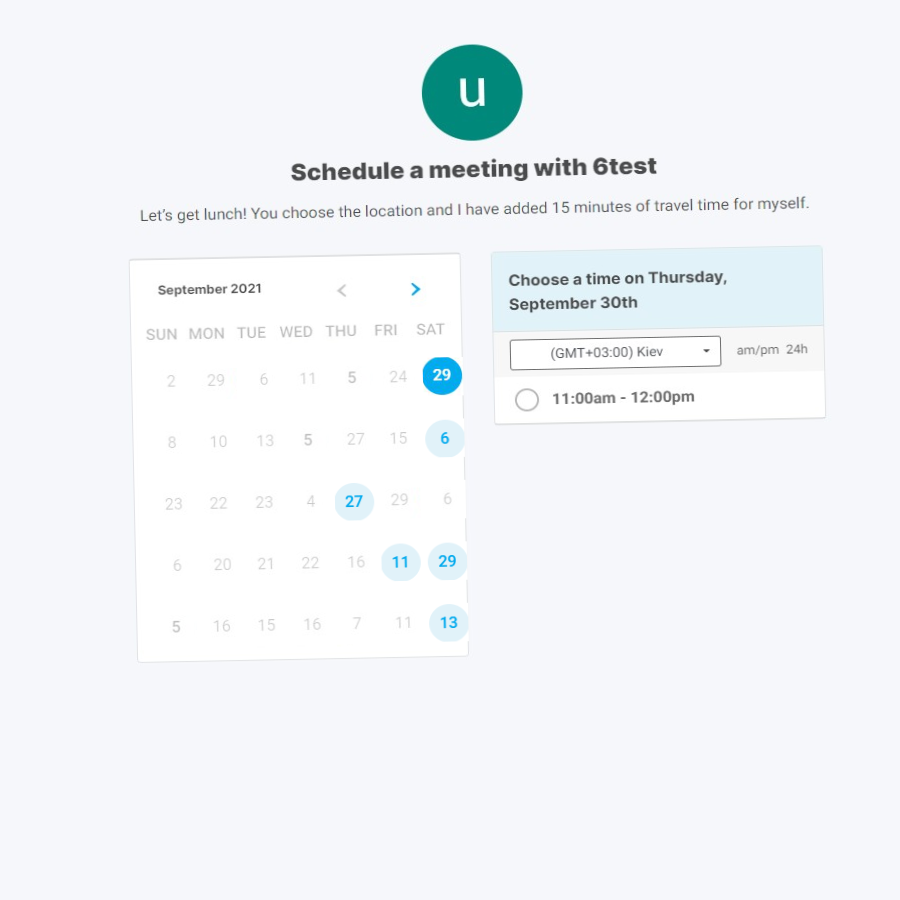 u
Schedule a meeting with 6test
Let's get lunch! You choose the location and I have added 15 minutes of travel time for myself.
September 2021
SUN MON TUE WED THU FRI SAT
2 29 6 11 5 24 29
8 10 13 5 27 15 6
23 22 23 4 27 29 6
6 20 21 22 16 11 29
5 16 15 16 7 11 13
Choose a time on Thursday,
September 30th
(GMT+03:00) Kiev am/pm 24h
11:00am - 12:00pm